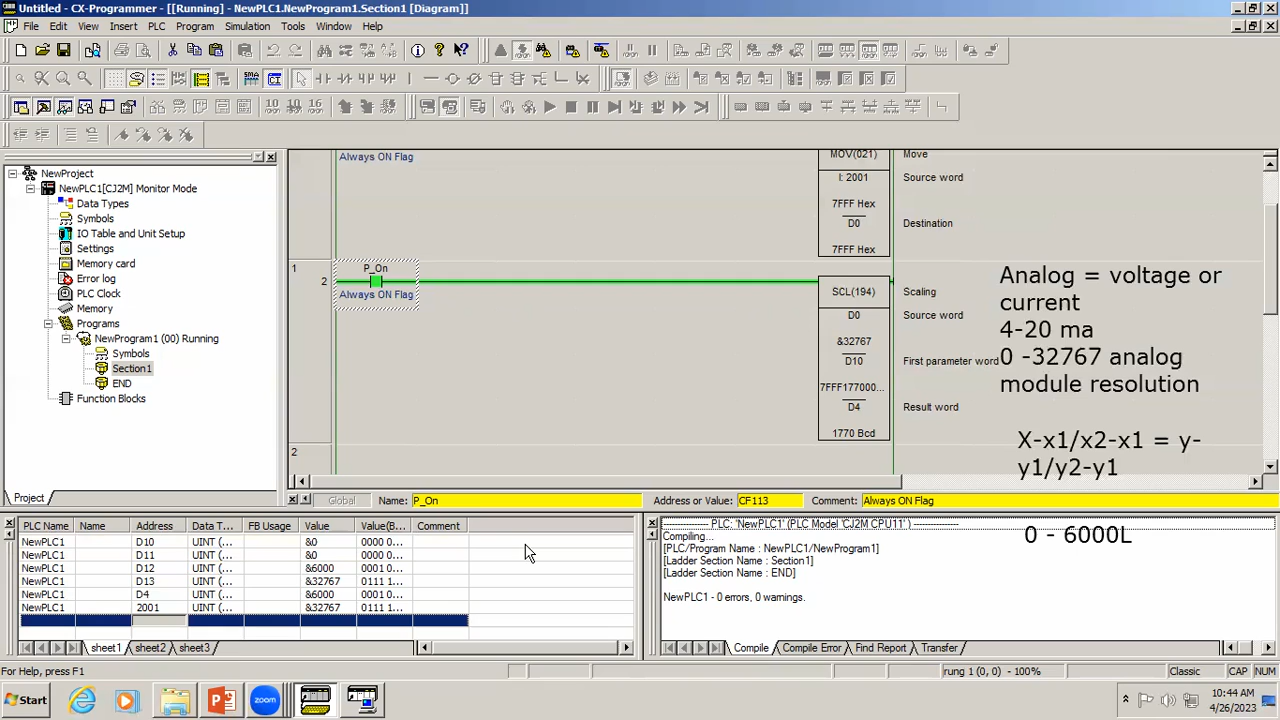 Untitled - CX-Programmer - [[Running] - NewPLC1.NewProgram1.Section1 [Diagram]]
File Edit View Insert PLC Program Simulation Tools Window Help
SMA
10 10 16
NewProject
NewPLC1[CJ2M] Monitor Mode
Data Types
Symbols
IO Table and Unit Setup
Settings
Memory card
Error log
PLC Clock
Memory
Programs
NewProgram1 (00) Running
Symbols
Section1
END
Function Blocks
Project
Always ON Flag
MOV(021) Move
I: 2001 Source word
7FFF Hex
D0 Destination
7FFF Hex
1
2
P_On
Always ON Flag
SCL(194) Scaling
D0 Source word
&32767
D10 First parameter word
7FFF177000...
D4 Result word
1770 Bcd
2
Analog = voltage or
current
4-20 ma
0 -32767 analog
module resolution
X-x1/x2-x1 = y-
y1/y2-y1
0 - 6000L
Global Name: P_On Address or Value: CF113 Comment: Always ON Flag
PLC Name Name Address Data T... FB Usage Value Value(B... Comment
NewPLC1 D10 UINT (... &0 0000 0...
NewPLC1 D11 UINT (... &0 0000 0...
NewPLC1 D12 UINT (... &6000 0001 0...
NewPLC1 D13 UINT (... &32767 0111 1...
NewPLC1 D4 UINT (... &6000 0001 0...
NewPLC1 2001 UINT (... &32767 0111 1...
sheet1 sheet2 sheet3
-------------- PLC: 'NewPLC1' (PLC Model 'CJ2M CPU11' ) --------------
Compiling...
[PLC/Program Name : NewPLC1/NewProgram1]
[Ladder Section Name : Section1]
[Ladder Section Name : END]
NewPLC1 - 0 errors, 0 warnings.
Compile Compile Error Find Report Transfer
For Help, press F1
rung 1 (0, 0) - 100% Classic CAP NUM
Start
zoom
10:44 AM
4/26/2023